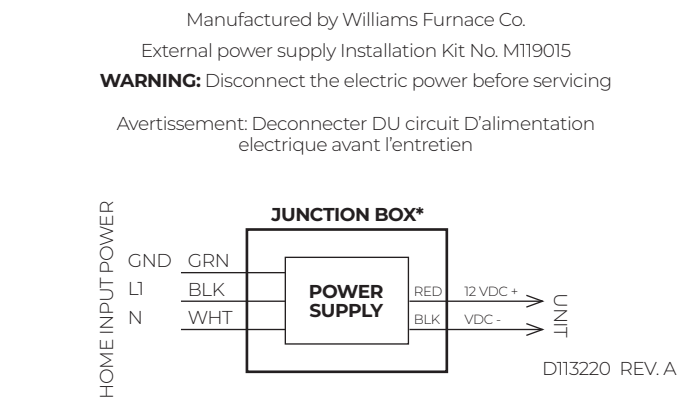 Manufactured by Williams Furnace Co.
External power supply Installation Kit No. M119015
WARNING: Disconnect the electric power before servicing
Avertissement: Deconnecter DU circuit D'alimentation
electrique avant l'entretien
JUNCTION BOX*
HOME INPUT POWER
GND GRN
L1 BLK
N WHT
POWER
SUPPLY
RED 12 VDC +
BLK VDC -
UNIT
D113220 REV. A